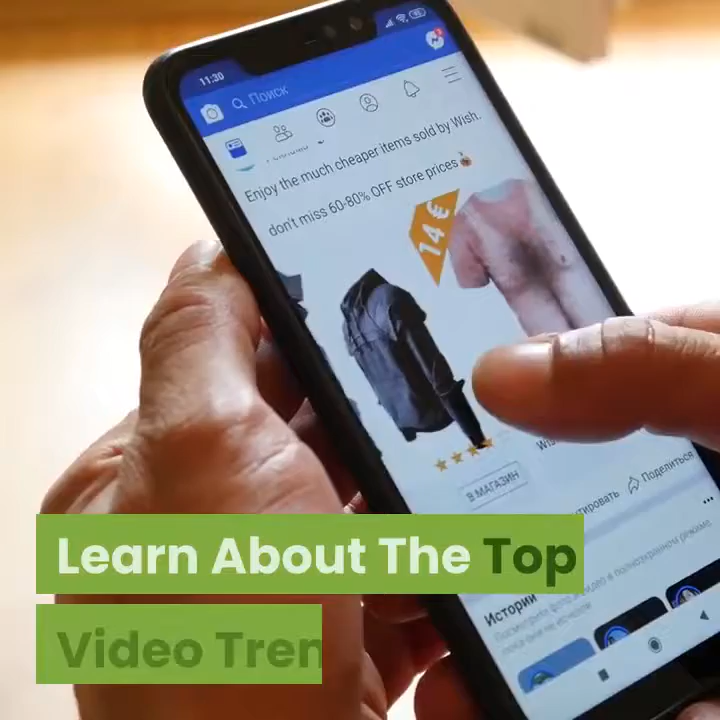 11:30
Поиск
Enjoy the much cheaper items sold by Wish.
don't miss 60-80% OFF store prices
14 €
В МАГАЗИН
Поделиться
Истории
Learn About The Top
Video Tren